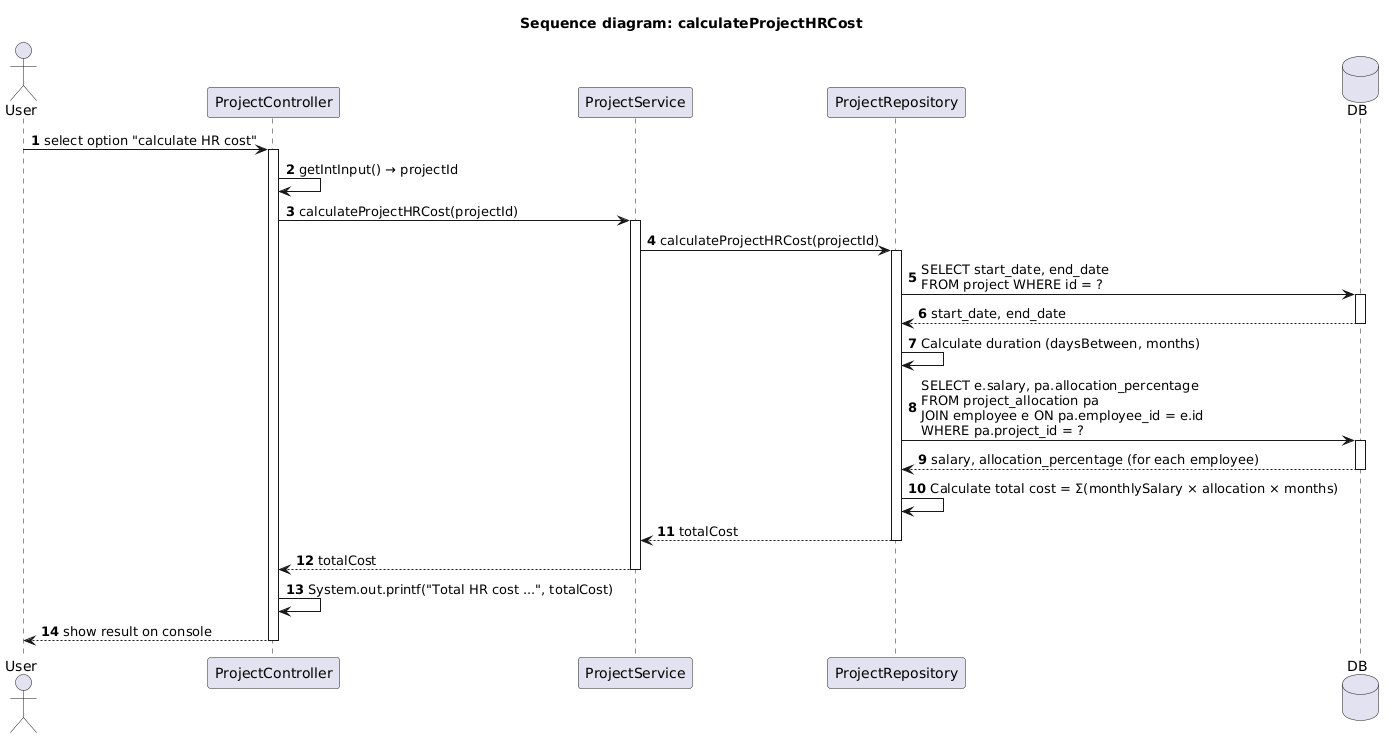 Sequence diagram: calculateProjectHRCost
User
ProjectController
ProjectService
ProjectRepository
DB
1 select option "calculate HR cost"
2 getIntInput() → projectId
3 calculateProjectHRCost(projectId)
4 calculateProjectHRCost(projectId)
5 SELECT start_date, end_date
FROM project WHERE id = ?
6 start_date, end_date
7 Calculate duration (daysBetween, months)
8 SELECT e.salary, pa.allocation_percentage
FROM project_allocation pa
JOIN employee e ON pa.employee_id = e.id
WHERE pa.project_id = ?
9 salary, allocation_percentage (for each employee)
10 Calculate total cost = Σ(monthlySalary × allocation × months)
11 totalCost
12 totalCost
13 System.out.printf("Total HR cost ...", totalCost)
14 show result on console
User
ProjectController
ProjectService
ProjectRepository
DB